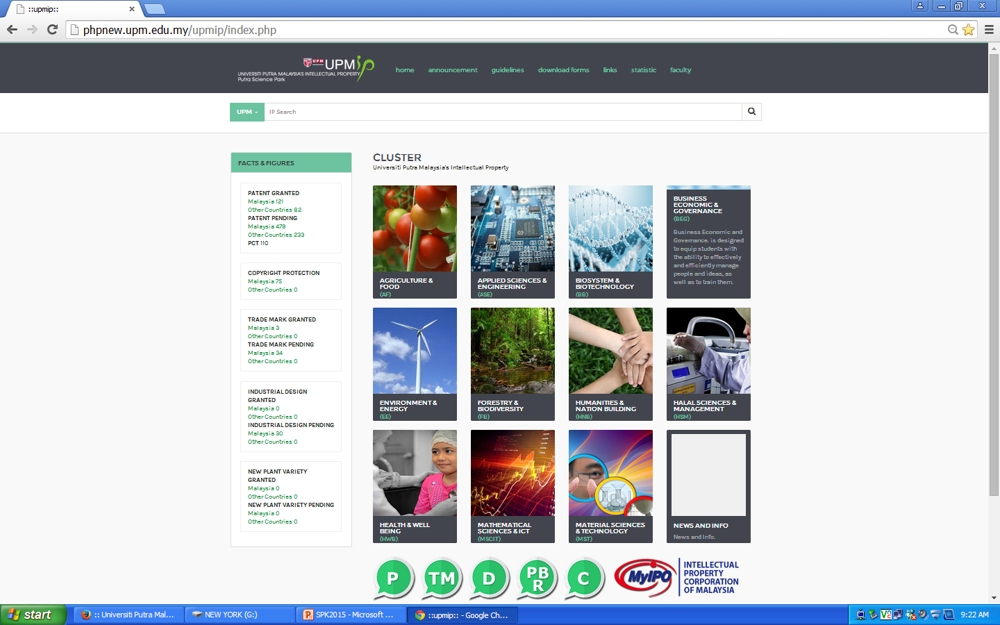 ::upmip::
phpnew.upm.edu.my/upmip/index.php
UPM UPMip
UNIVERSITI PUTRA MALAYSIA'S INTELLECTUAL PROPERTY
Putra Science Park
home announcement guidelines download forms links statistic faculty
UPM IP Search
FACTS & FIGURES
PATENT GRANTED
Malaysia 121
Other Countries 82
PATENT PENDING
Malaysia 479
Other Countries 233
PCT 110
COPYRIGHT PROTECTION
Malaysia 75
Other Countries 0
TRADE MARK GRANTED
Malaysia 3
Other Countries 0
TRADE MARK PENDING
Malaysia 34
Other Countries 0
INDUSTRIAL DESIGN
GRANTED
Malaysia 0
Other Countries 0
INDUSTRIAL DESIGN PENDING
Malaysia 30
Other Countries 0
NEW PLANT VARIETY
GRANTED
Malaysia 0
Other Countries 0
NEW PLANT VARIETY PENDING
Malaysia 0
Other Countries 0
CLUSTER
Universiti Putra Malaysia's Intellectual Property
AGRICULTURE &
FOOD
(AF)
APPLIED SCIENCES &
ENGINEERING
(ASE)
BIOSYSTEM &
BIOTECHNOLOGY
(BB)
BUSINESS
ECONOMIC &
GOVERNANCE
(BEG)
Business Economic and
Governance. is designed
to equip students with
the ability to effectively
and efficiently manage
people and ideas, as
well as to train them.
ENVIRONMENT &
ENERGY
(EE)
FORESTRY &
BIODIVERSITY
(FB)
HUMANITIES &
NATION BUILDING
(HNB)
HALAL SCIENCES &
MANAGEMENT
(HSM)
HEALTH & WELL
BEING
(HWB)
MATHEMATICAL
SCIENCES & ICT
(MSCIT)
MATERIAL SCIENCES
& TECHNOLOGY
(MST)
NEWS AND INFO
News and Info.
P TM D PB
R C MyIPO
INTELLECTUAL
PROPERTY
CORPORATION
OF MALAYSIA
start :: Universiti Putra Mal... NEW YORK (G:) SPK2015 - Microsoft ... ::upmip:: - Google Ch... V2 9:22 AM